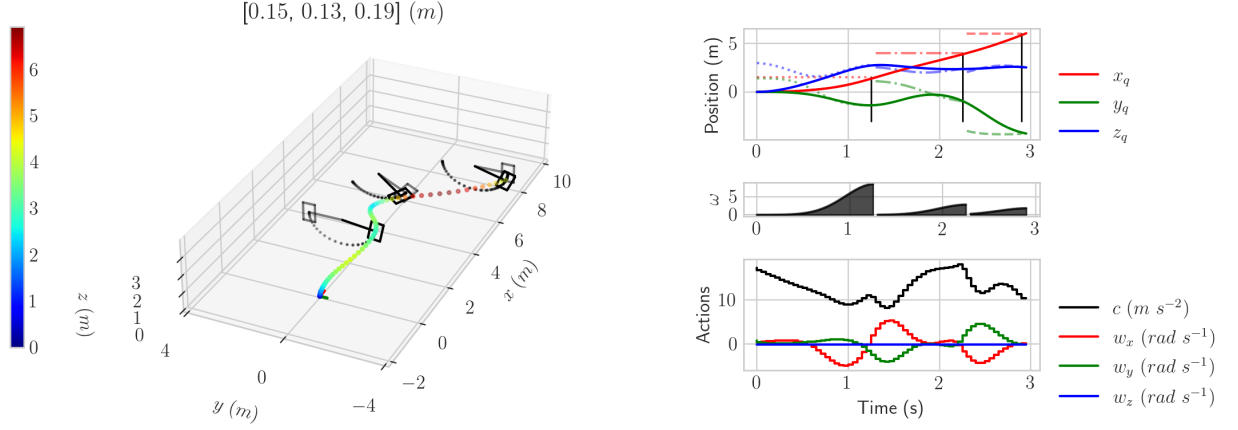 [0.15, 0.13, 0.19] (m)
6
5
4
3
2
1
0
3
2
1
0
z (m)
4
0
−4
y (m)
−2
0
2
4
6
8
10
x (m)
Position (m)
5
0
0
1
2
3
x_q
y_q
z_q
ω
5
0
0
1
2
3
Actions
10
0
0
1
2
3
Time (s)
c (m s⁻²)
w_x (rad s⁻¹)
w_y (rad s⁻¹)
w_z (rad s⁻¹)